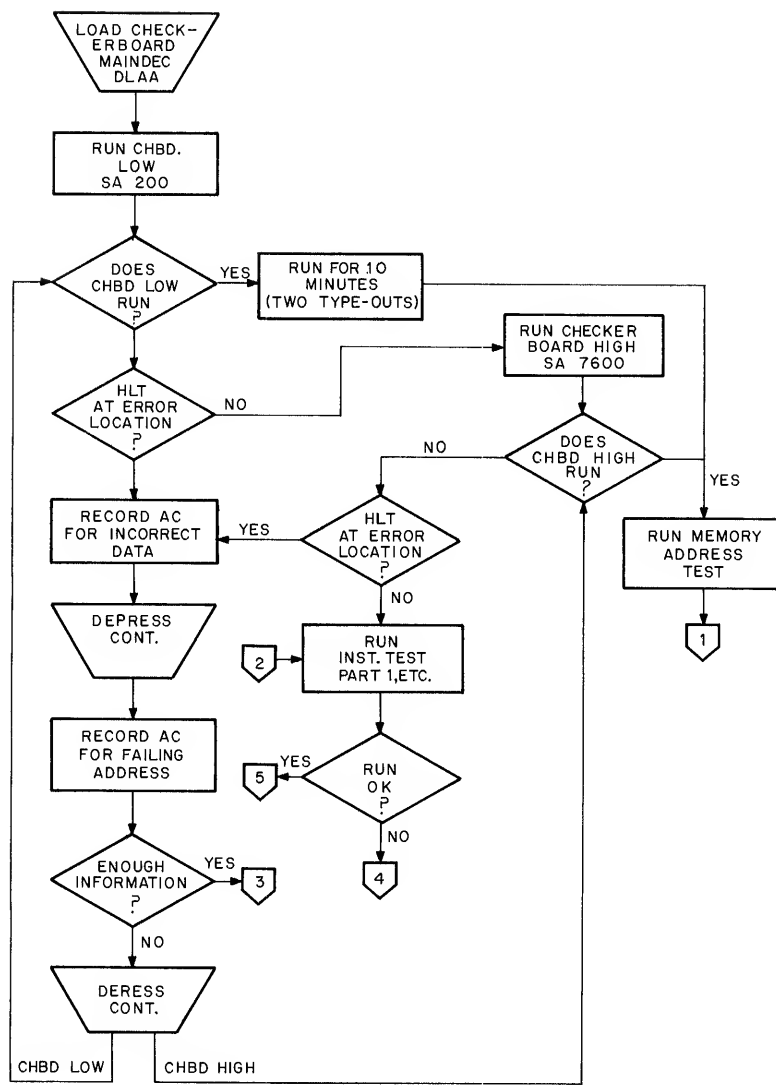 LOAD CHECK-
ERBOARD
MAINDEC
DLAA
RUN CHBD.
LOW
SA 200
DOES
CHBD LOW
RUN
?
YES
RUN FOR 10
MINUTES
(TWO TYPE-OUTS)
RUN CHECKER
BOARD HIGH
SA 7600
HLT
AT ERROR
LOCATION
?
NO
DOES
CHBD HIGH
RUN
?
NO
YES
RECORD AC
FOR INCORRECT
DATA
YES
HLT
AT ERROR
LOCATION
?
NO
RUN MEMORY
ADDRESS
TEST
1
DEPRESS
CONT.
2
RUN
INST. TEST
PART 1, ETC.
RECORD AC
FOR FAILING
ADDRESS
5
YES
RUN
OK
?
NO
4
ENOUGH
INFORMATION
?
YES
3
NO
DERESS
CONT.
CHBD LOW
CHBD HIGH